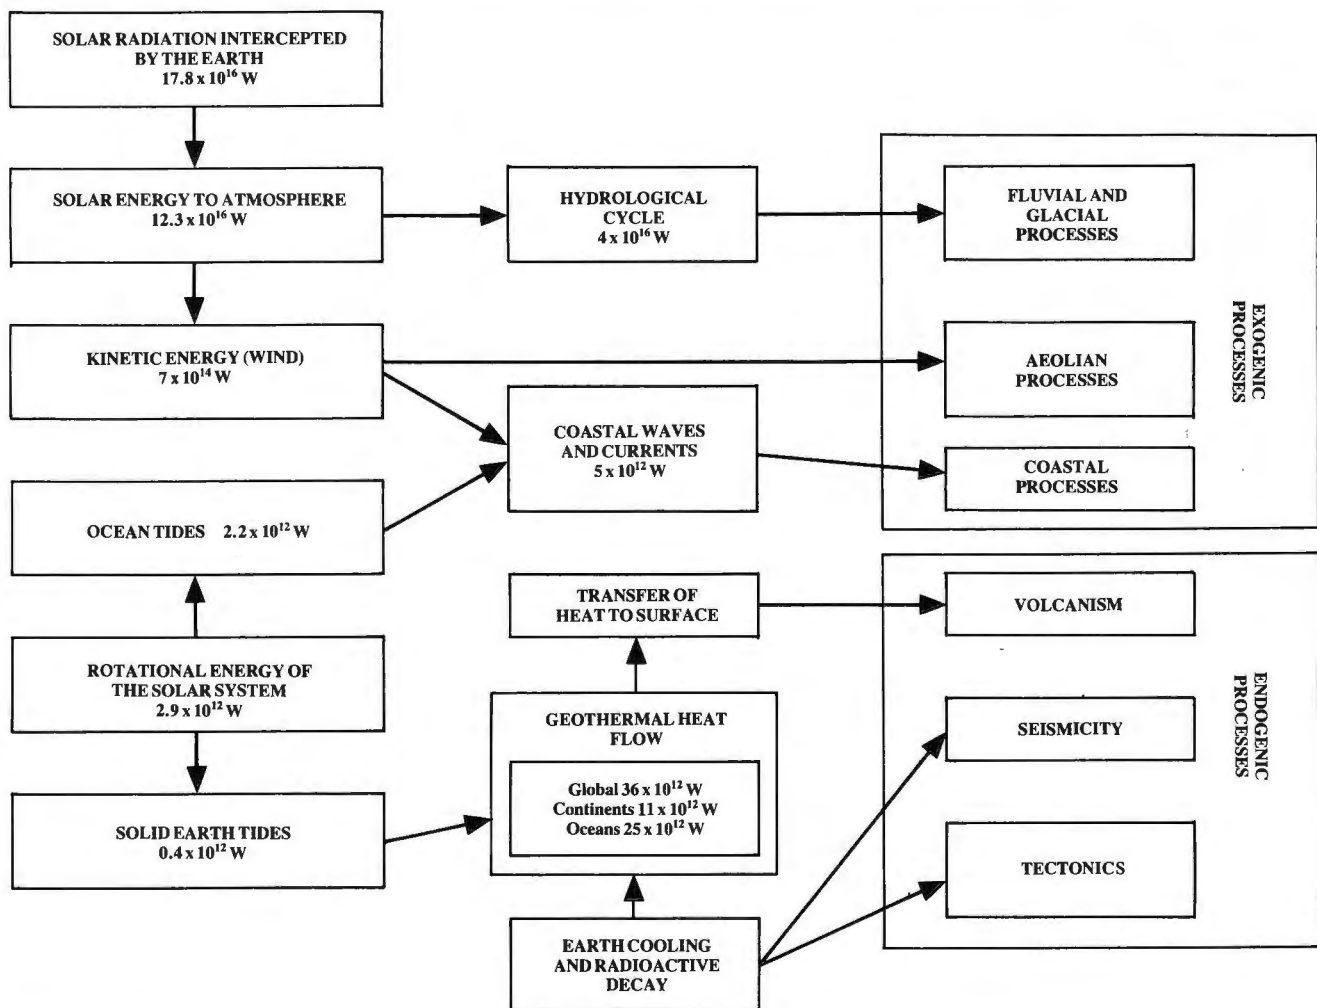 SOLAR RADIATION INTERCEPTED
BY THE EARTH
17.8 x 10¹⁶ W
SOLAR ENERGY TO ATMOSPHERE
12.3 x 10¹⁶ W
HYDROLOGICAL
CYCLE
4 x 10¹⁶ W
FLUVIAL AND
GLACIAL
PROCESSES
KINETIC ENERGY (WIND)
7 x 10¹⁴ W
AEOLIAN
PROCESSES
EXOGENIC
PROCESSES
COASTAL WAVES
AND CURRENTS
5 x 10¹² W
COASTAL
PROCESSES
OCEAN TIDES 2.2 x 10¹² W
TRANSFER OF
HEAT TO SURFACE
VOLCANISM
ROTATIONAL ENERGY OF
THE SOLAR SYSTEM
2.9 x 10¹² W
GEOTHERMAL HEAT
FLOW
Global 36 x 10¹² W
Continents 11 x 10¹² W
Oceans 25 x 10¹² W
SEISMICITY
ENDOGENIC
PROCESSES
SOLID EARTH TIDES
0.4 x 10¹² W
TECTONICS
EARTH COOLING
AND RADIOACTIVE
DECAY